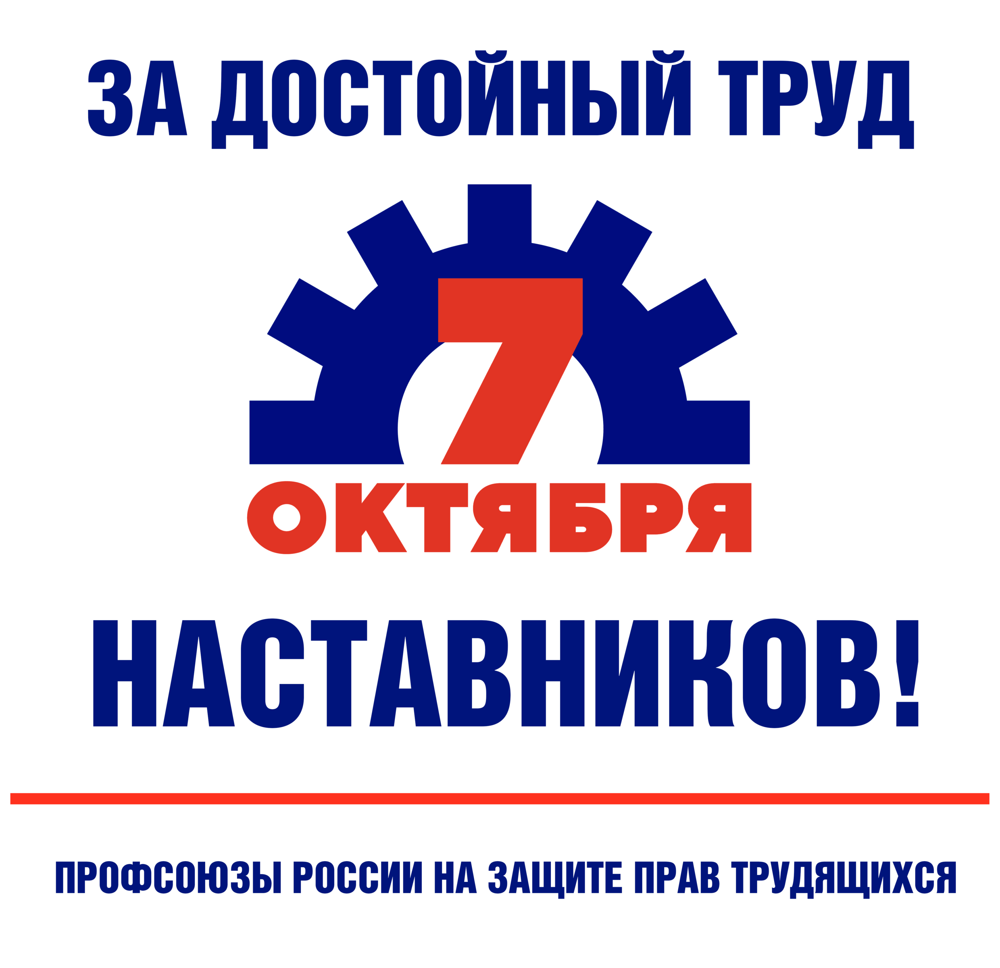 ЗА ДОСТОЙНЫЙ ТРУД
7
ОКТЯБРЯ
НАСТАВНИКОВ!
ПРОФСОЮЗЫ РОССИИ НА ЗАЩИТЕ ПРАВ ТРУДЯЩИХСЯ